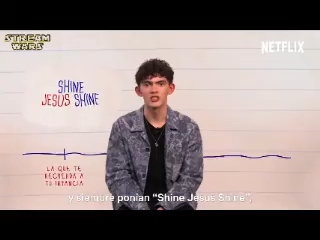 STREAM
WARS
NETFLIX
SHINE
JESUS SHINE
LA QUE TE
RECUERDA A
TU INFANCIA
y siempre ponían “Shine Jesus Shine”,